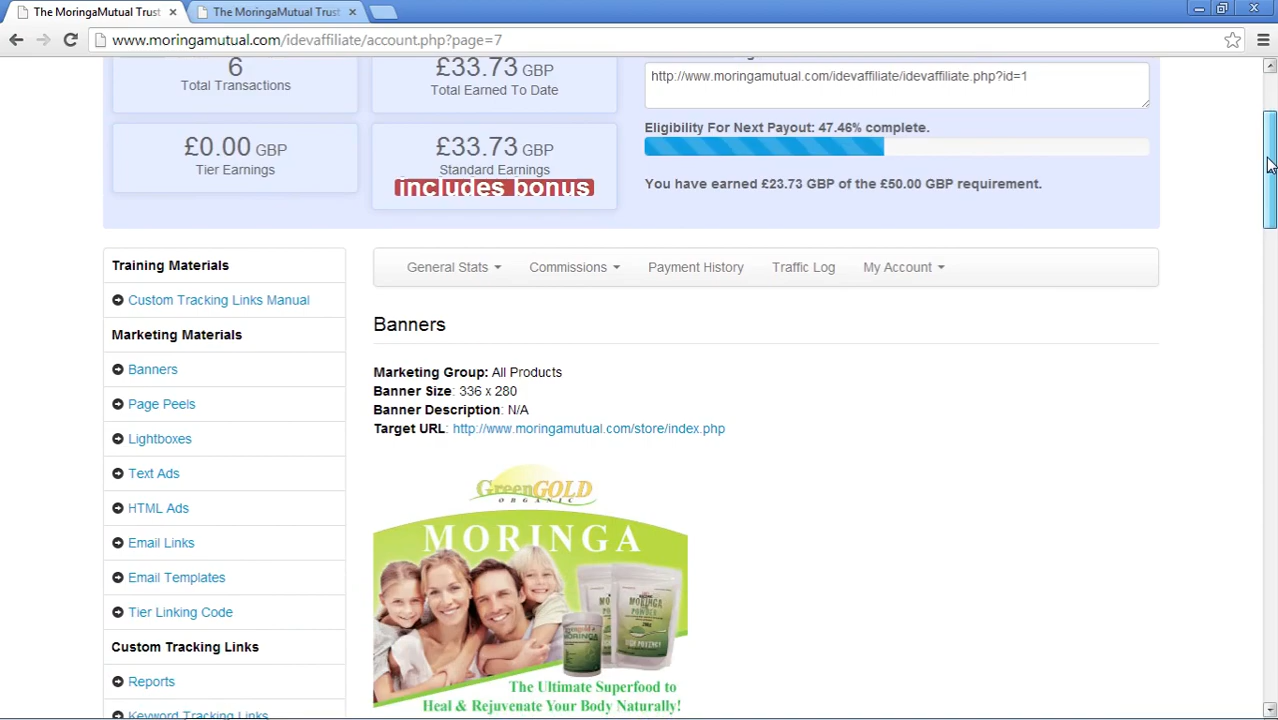 The MoringaMutual Trust
The MoringaMutual Trust
www.moringamutual.com/idevaffiliate/account.php?page=7
6
Total Transactions
£33.73 GBP
Total Earned To Date
http://www.moringamutual.com/idevaffiliate/idevaffiliate.php?id=1
£0.00 GBP
Tier Earnings
£33.73 GBP
Standard Earnings
includes bonus
Eligibility For Next Payout: 47.46% complete.
You have earned £23.73 GBP of the £50.00 GBP requirement.
Training Materials
Custom Tracking Links Manual
Marketing Materials
Banners
Page Peels
Lightboxes
Text Ads
HTML Ads
Email Links
Email Templates
Tier Linking Code
Custom Tracking Links
Reports
Keyword Tracking Links
General Stats
Commissions
Payment History
Traffic Log
My Account
Banners
Marketing Group: All Products
Banner Size: 336 x 280
Banner Description: N/A
Target URL: http://www.moringamutual.com/store/index.php
GreenGOLD
ORGANIC
MORINGA
MORINGA
POWDER
The Ultimate Superfood to
Heal & Rejuvenate Your Body Naturally!